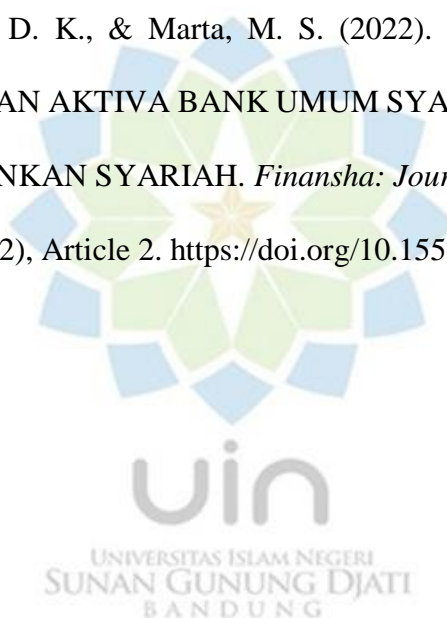 D. K., & Marta, M. S. (2022).
AN AKTIVA BANK UMUM SYA
NKAN SYARIAH. Finansha: Jour
2), Article 2. https://doi.org/10.155
uin
UNIVERSITAS ISLAM NEGERI
SUNAN GUNUNG DJATI
BANDUNG